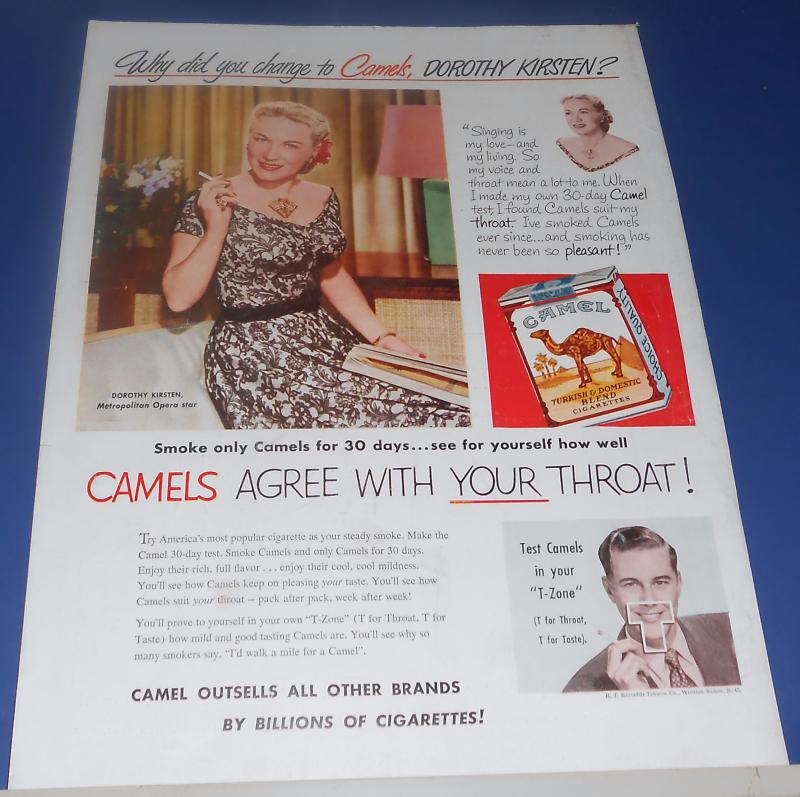 Why did you change to Camels, DOROTHY KIRSTEN?
"Singing is
my love—and
my living. So
my voice and
throat mean a lot to me. When
I made my own 30-day Camel
test, I found Camels suit my
throat. I've smoked Camels
ever since...and smoking has
never been so pleasant!"
DOROTHY KIRSTEN,
Metropolitan Opera star
CAMEL
TURKISH & DOMESTIC
BLEND
CIGARETTES
CHOICE QUALITY
Smoke only Camels for 30 days...see for yourself how well
CAMELS AGREE WITH YOUR THROAT!
Try America's most popular cigarette as your steady smoke. Make the
Camel 30-day test. Smoke Camels and only Camels for 30 days.
Enjoy their rich, full flavor . . . enjoy their cool, cool mildness.
You'll see how Camels keep on pleasing your taste. You'll see how
Camels suit your throat — pack after pack, week after week!
You'll prove to yourself in your own "T-Zone" (T for Throat, T for
Taste) how mild and good tasting Camels are. You'll see why so
many smokers say, "I'd walk a mile for a Camel".
CAMEL OUTSELLS ALL OTHER BRANDS
BY BILLIONS OF CIGARETTES!
Test Camels
in your
"T-Zone"
(T for Throat,
T for Taste).
T
R. J. Reynolds Tobacco Co., Winston-Salem, N. C.